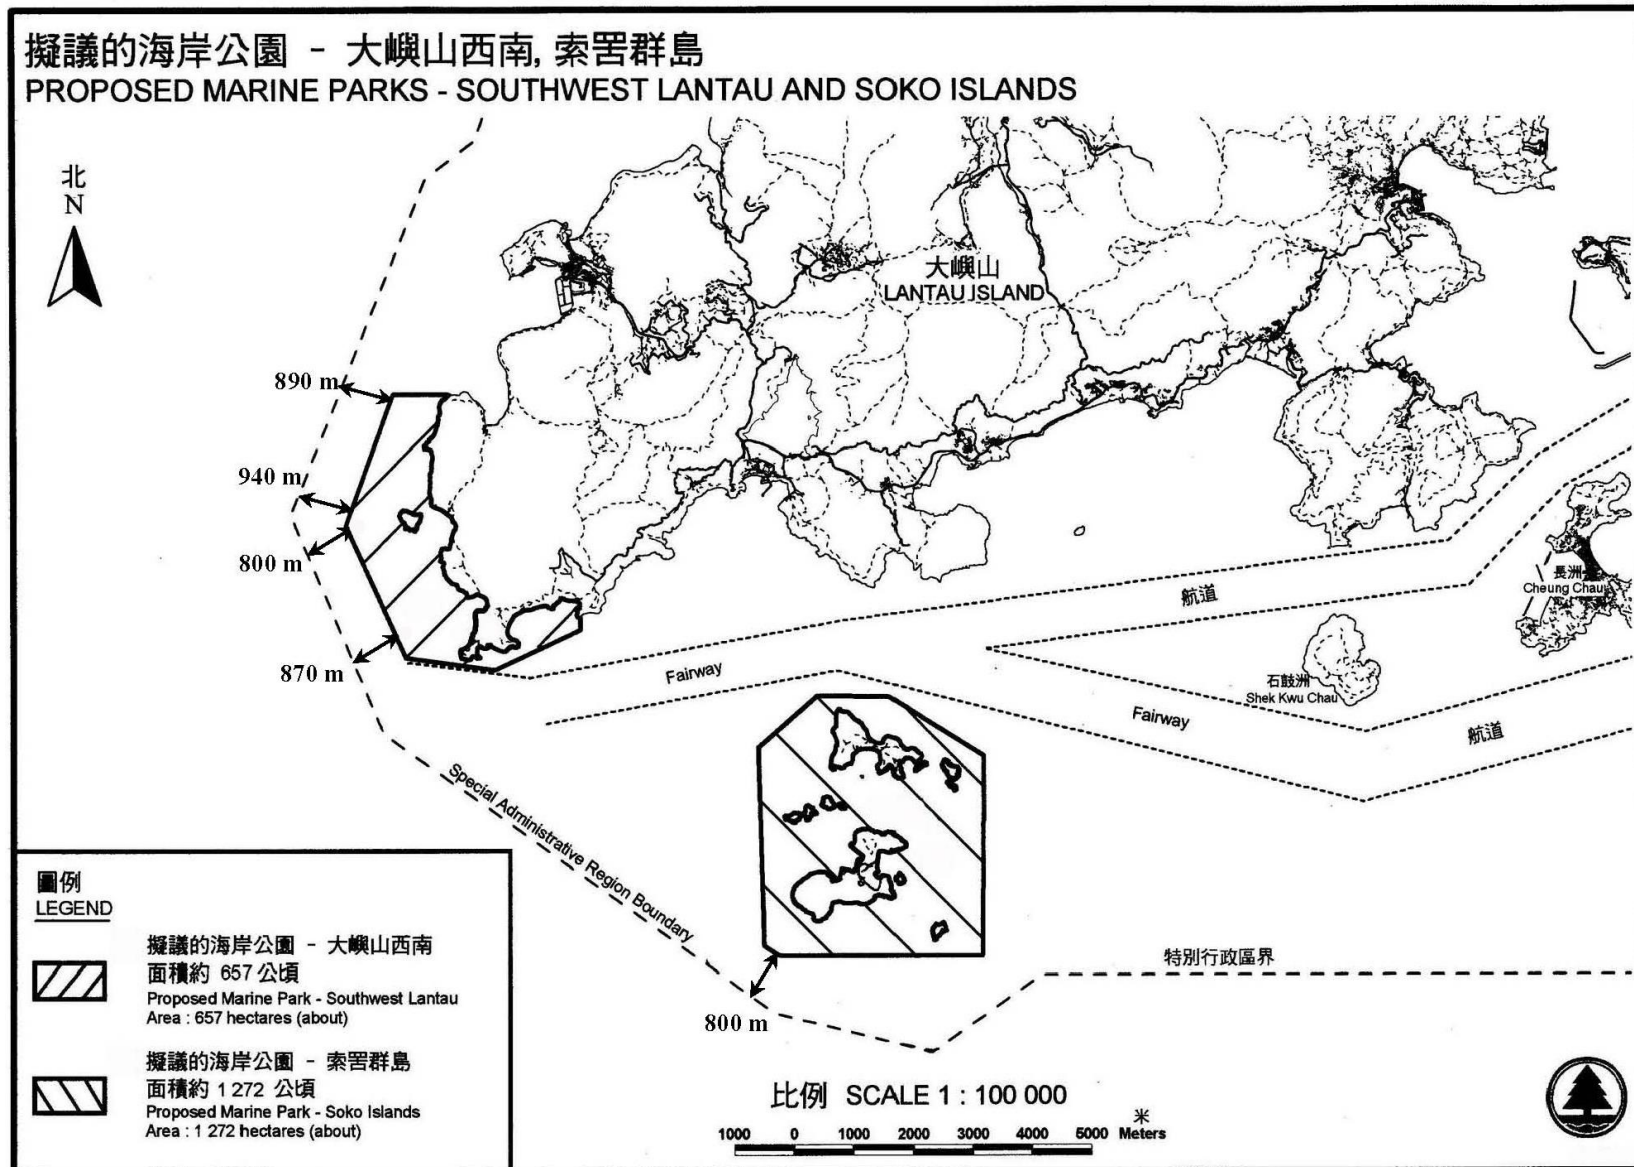 擬議的海岸公園 - 大嶼山西南, 索罟群島
PROPOSED MARINE PARKS - SOUTHWEST LANTAU AND SOKO ISLANDS
北
N
大嶼山
LANTAU ISLAND
890 m
940 m
800 m
870 m
航道
長洲
Cheung Chau
Fairway
石鼓洲
Shek Kwu Chau
Fairway
航道
Special Administrative Region Boundary
特別行政區界
800 m
圖例
LEGEND
擬議的海岸公園 - 大嶼山西南
面積約 657 公頃
Proposed Marine Park - Southwest Lantau
Area : 657 hectares (about)
擬議的海岸公園 - 索罟群島
面積約 1 272 公頃
Proposed Marine Park - Soko Islands
Area : 1 272 hectares (about)
比例 SCALE 1 : 100 000
1000 0 1000 2000 3000 4000 5000 米 Meters